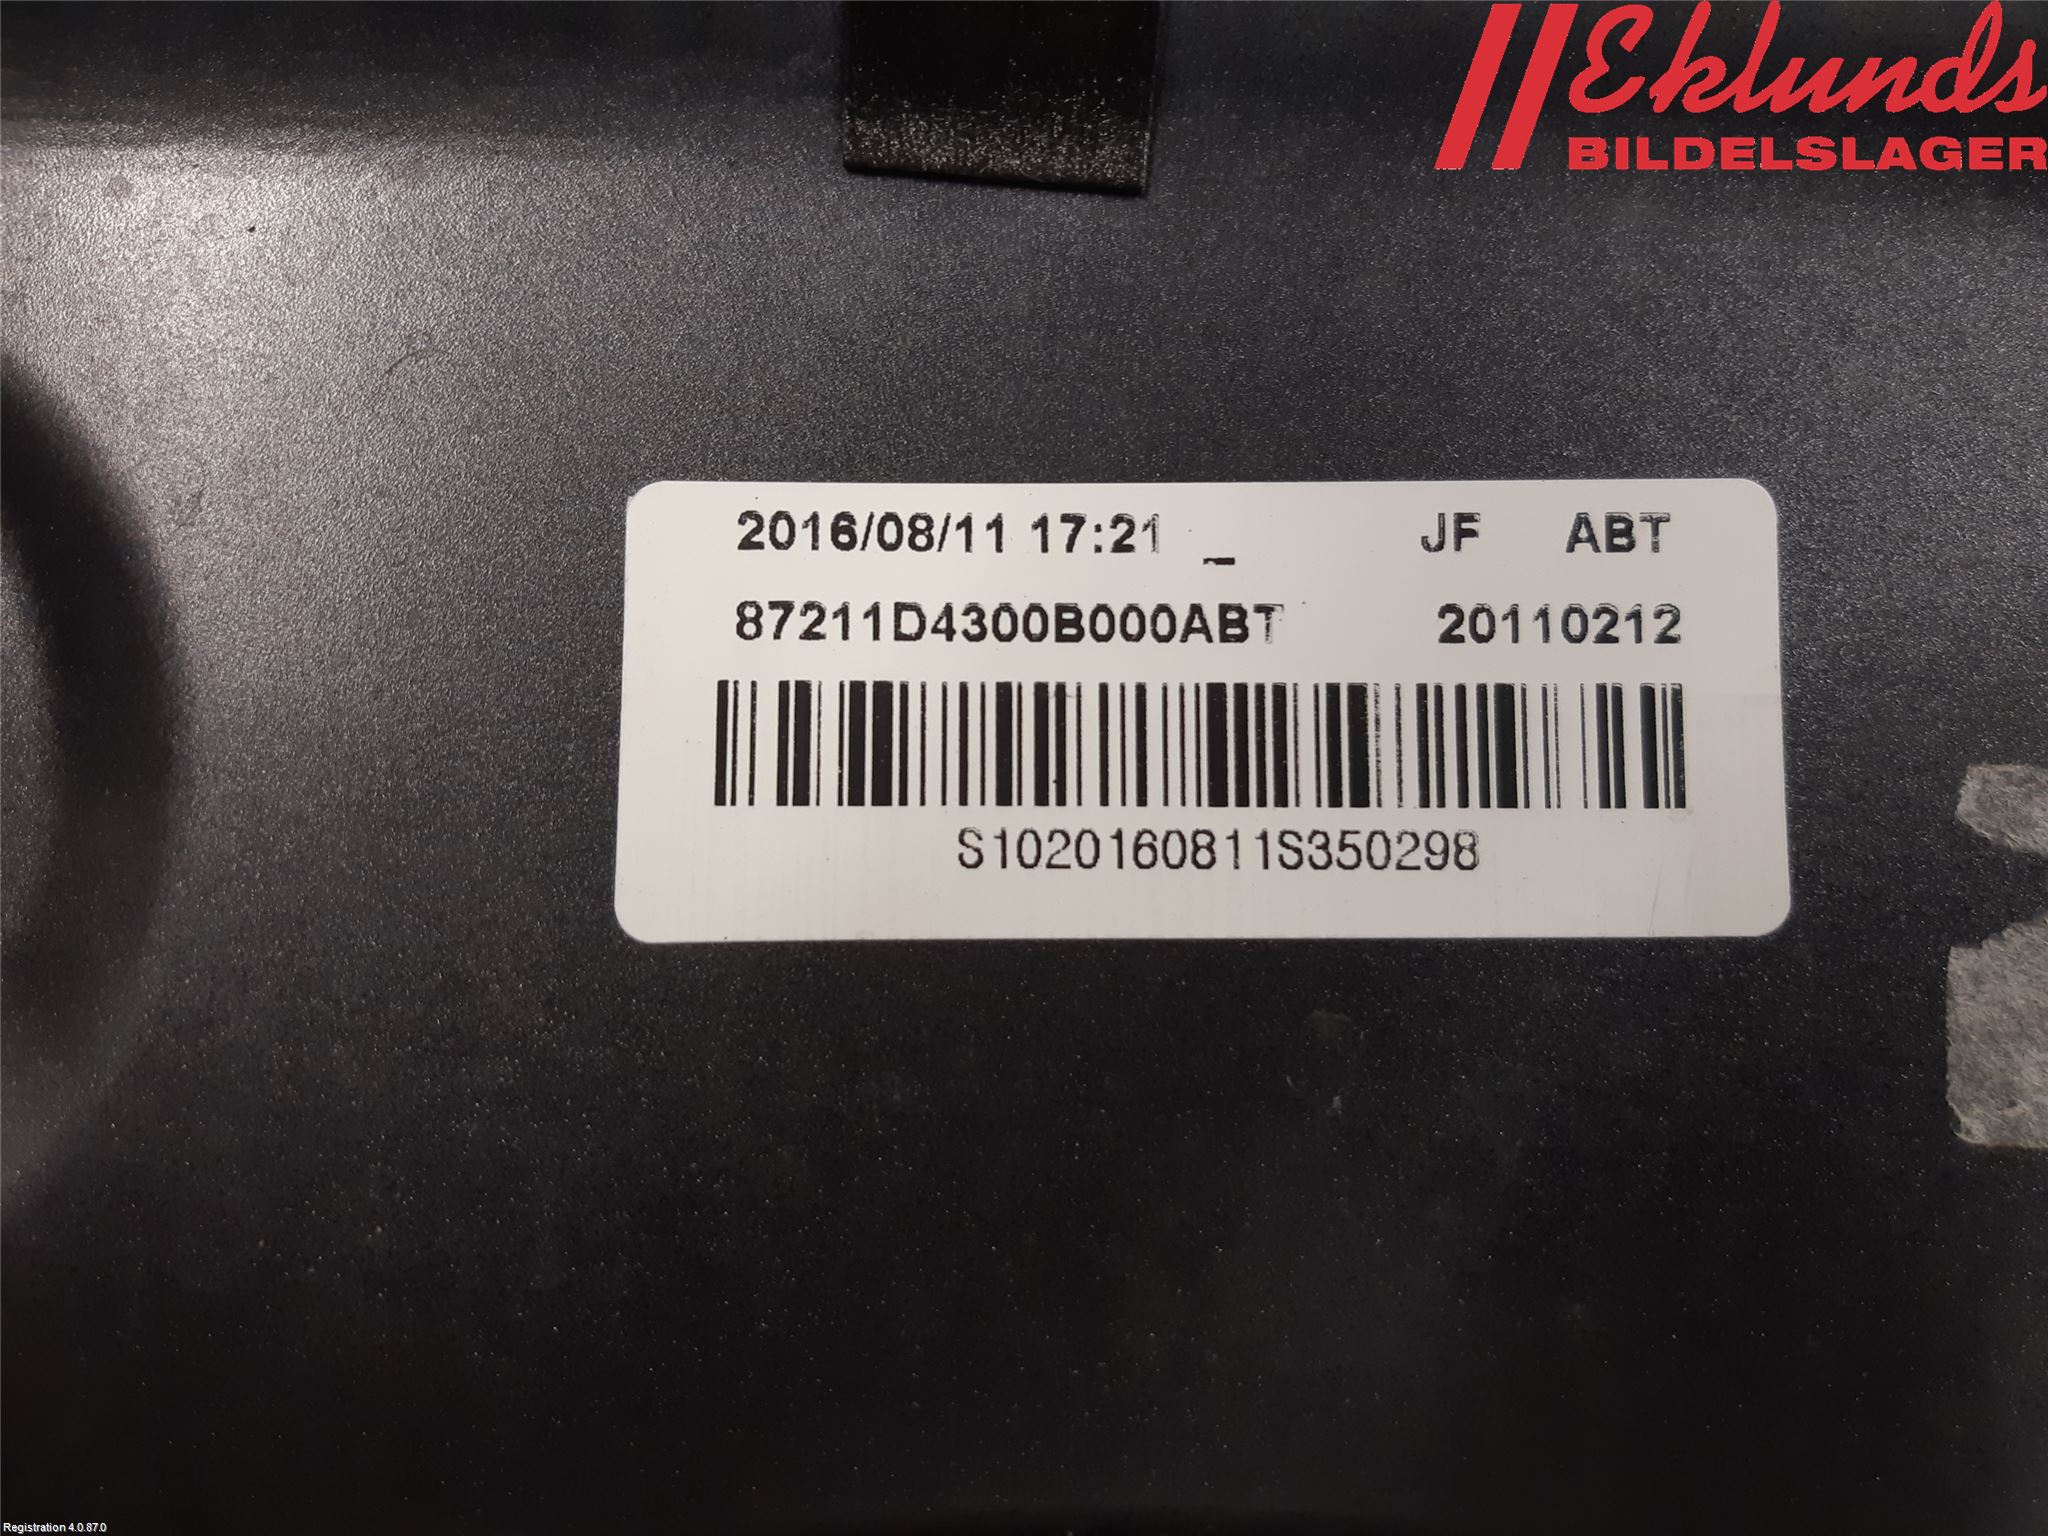 Eklunds
BILDELSLAGER
2016/08/11 17:21 _ JF ABT
87211D4300B000ABT 20110212
S1020160811S350298
Registration 4.0.87.0